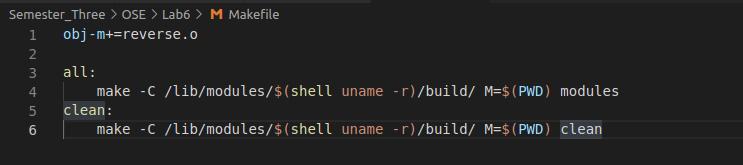 Semester_Three > OSE > Lab6 > M Makefile
1 obj-m+=reverse.o
2
3 all:
4 make -C /lib/modules/$(shell uname -r)/build/ M=$(PWD) modules
5 clean:
6 make -C /lib/modules/$(shell uname -r)/build/ M=$(PWD) clean